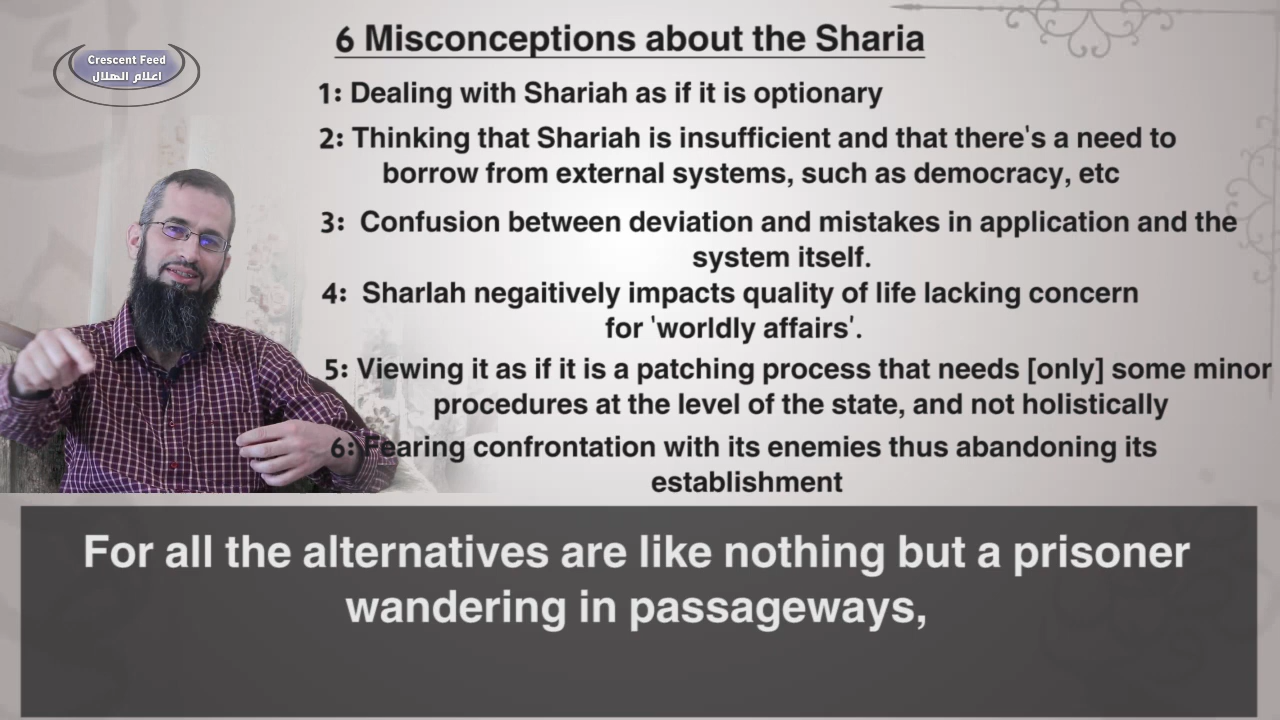 Crescent Feed
اعلام الهلال
6 Misconceptions about the Sharia
1: Dealing with Shariah as if it is optionary
2: Thinking that Shariah is insufficient and that there's a need to
borrow from external systems, such as democracy, etc
3: Confusion between deviation and mistakes in application and the
system itself.
4: SharIah negaitively impacts quality of life lacking concern
for 'worldly affairs'.
5: Viewing it as if it is a patching process that needs [only] some minor
procedures at the level of the state, and not holistically
6: Fearing confrontation with its enemies thus abandoning its
establishment
For all the alternatives are like nothing but a prisoner
wandering in passageways,